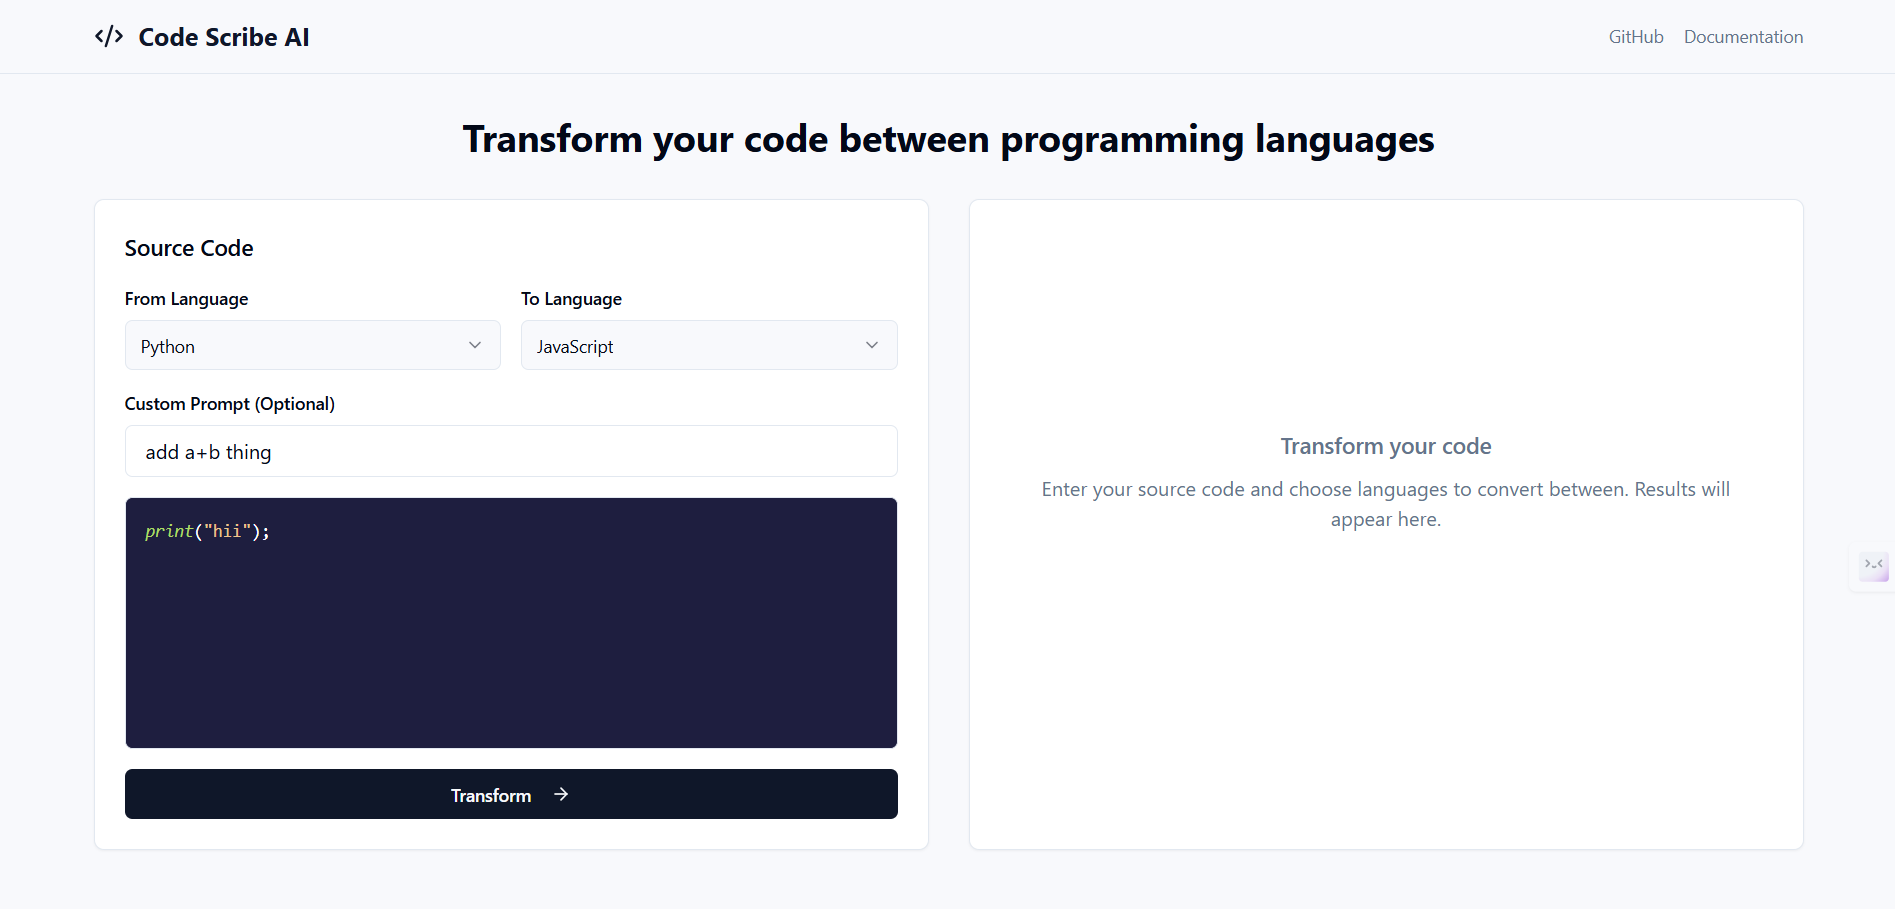 </> Code Scribe AI
GitHub Documentation
Transform your code between programming languages
Source Code
From Language To Language
Python JavaScript
Custom Prompt (Optional)
add a+b thing
print("hii");
Transform →
Transform your code
Enter your source code and choose languages to convert between. Results will
appear here.